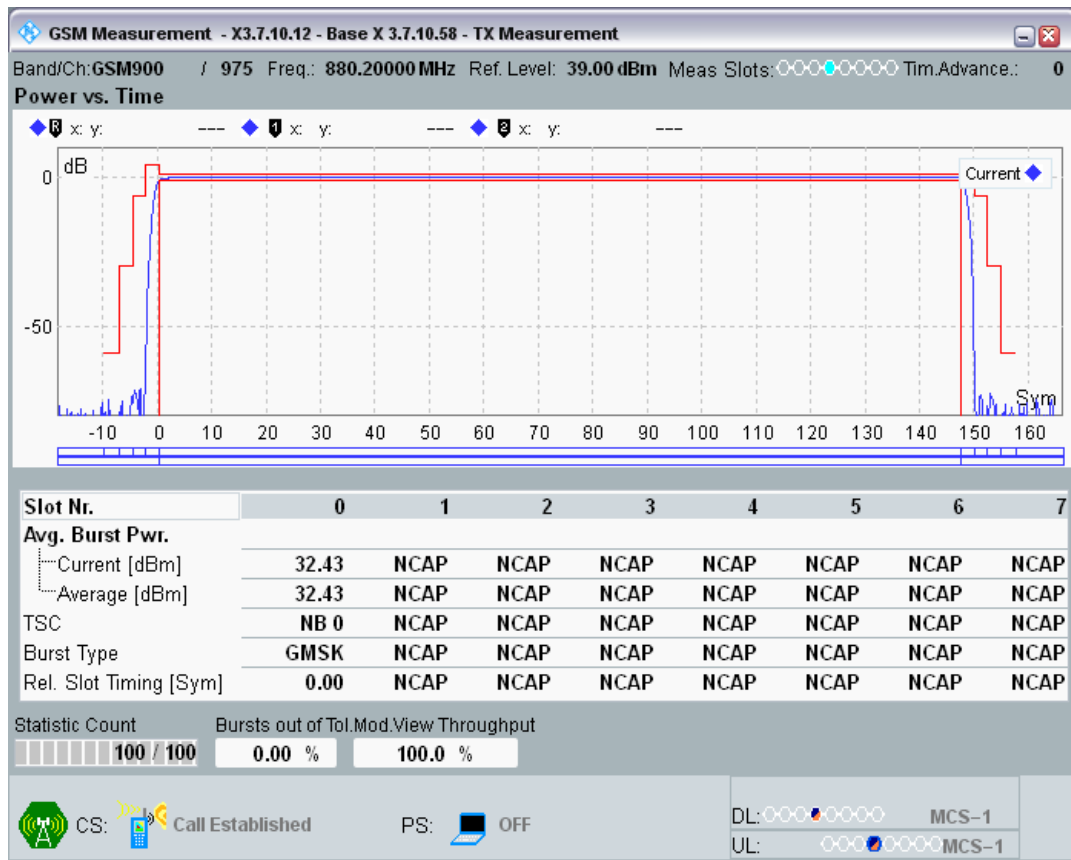 GSM Measurement - X3.7.10.12 - Base X 3.7.10.58 - TX Measurement
Band/Ch:GSM900 / 975 Freq.: 880.20000 MHz Ref. Level: 39.00 dBm Meas Slots: Tim.Advance.: 0
Power vs. Time
R x: y: --- 1 x: y: --- 2 x: y: ---
dB
Current
0
-50
Sym
-10 0 10 20 30 40 50 60 70 80 90 100 110 120 130 140 150 160
Slot Nr. 0 1 2 3 4 5 6 7
Avg. Burst Pwr.
Current [dBm] 32.43 NCAP NCAP NCAP NCAP NCAP NCAP NCAP
Average [dBm] 32.43 NCAP NCAP NCAP NCAP NCAP NCAP NCAP
TSC NB 0 NCAP NCAP NCAP NCAP NCAP NCAP NCAP
Burst Type GMSK NCAP NCAP NCAP NCAP NCAP NCAP NCAP
Rel. Slot Timing [Sym] 0.00 NCAP NCAP NCAP NCAP NCAP NCAP NCAP
Statistic Count Bursts out of Tol.Mod.View Throughput
100 / 100 0.00 % 100.0 %
CS: Call Established PS: OFF DL: MCS-1
UL: MCS-1